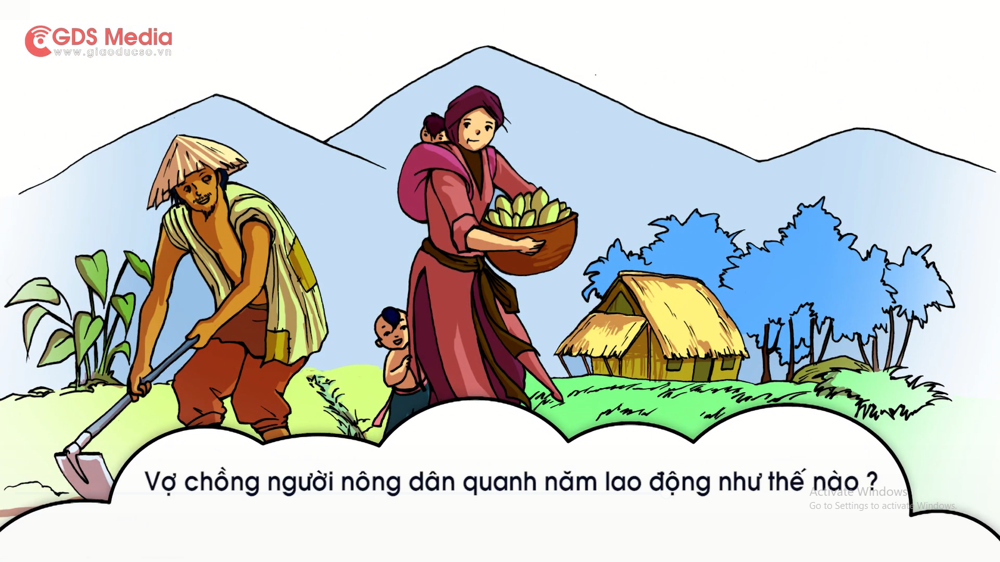 GDS Media
www.giaoducso.vn
Vợ chồng người nông dân quanh năm lao động như thế nào ?
Activate Windows
Go to Settings to activate Windows.